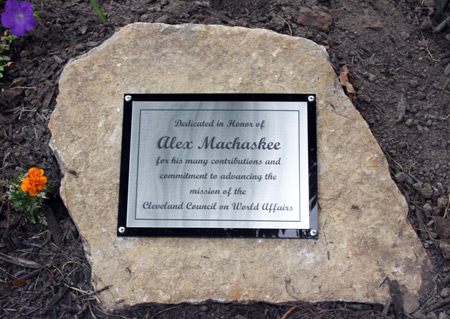 Dedicated in Honor of
Alex Machaskee
for his many contributions and
commitment to advancing the
mission of the
Cleveland Council on World Affairs